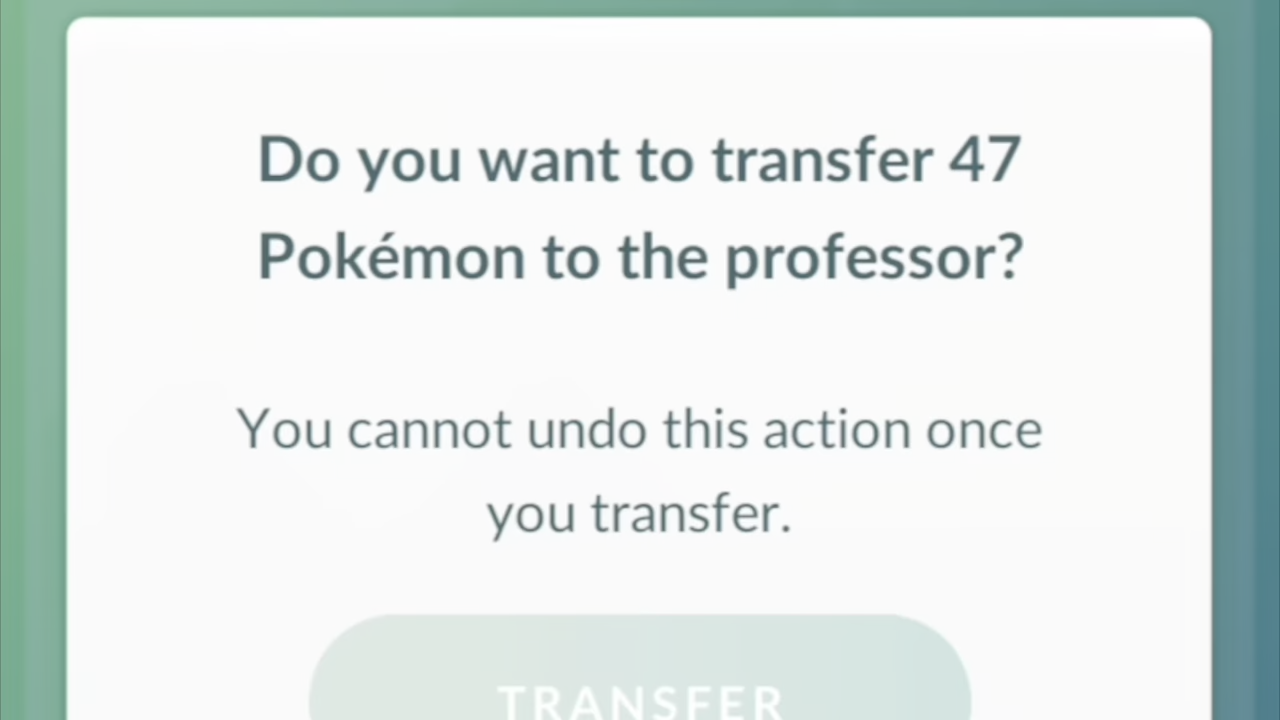 Do you want to transfer 47
Pokémon to the professor?
You cannot undo this action once
you transfer.
TRANSFER